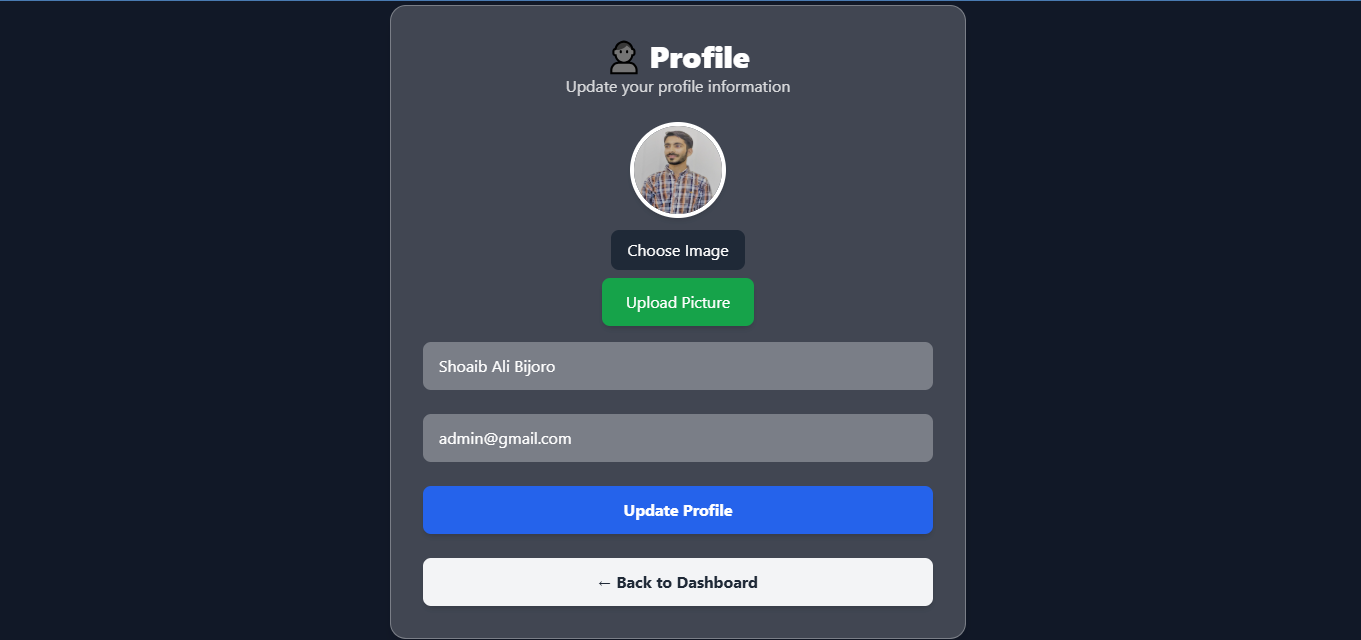 Profile
Update your profile information
Choose Image
Upload Picture
Shoaib Ali Bijoro
admin@gmail.com
Update Profile
← Back to Dashboard